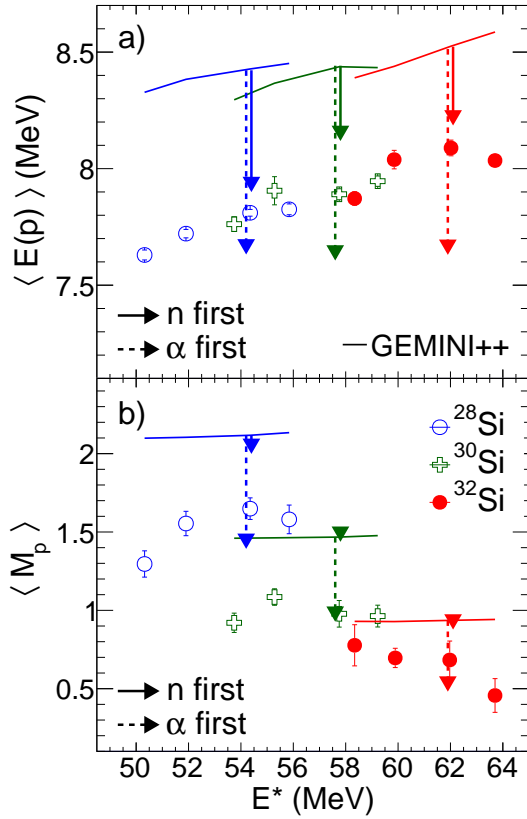 a)
8.5
8
7.5
⟨ E(p) ⟩ (MeV)
n first
α first
GEMINI++
b)
²⁸Si
³⁰Si
³²Si
2
1.5
1
0.5
⟨ Mₚ ⟩
n first
α first
50 52 54 56 58 60 62 64
E* (MeV)